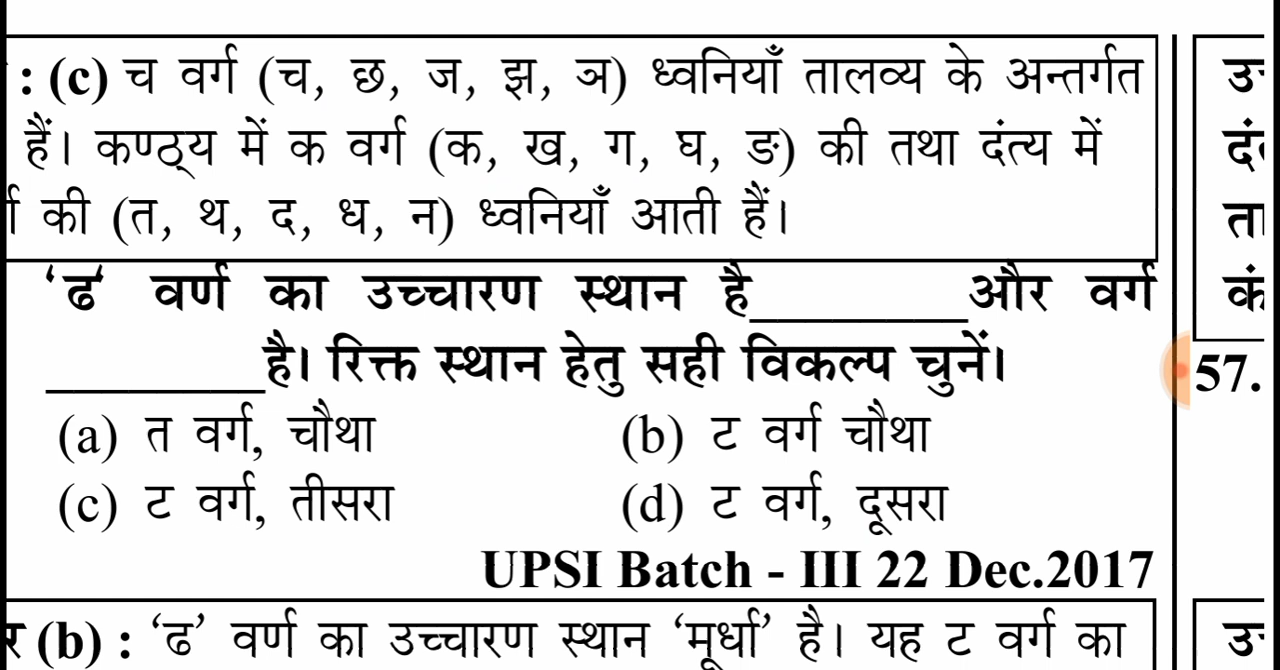 : (c) च वर्ग (च, छ, ज, झ, ञ) ध्वनियाँ तालव्य के अन्तर्गत
हैं। कण्ठ्य में क वर्ग (क, ख, ग, घ, ङ) की तथा दंत्य में
की (त, थ, द, ध, न) ध्वनियाँ आती हैं।
‘ढ‘ वर्ण का उच्चारण स्थान है________और वर्ग
________है। रिक्त स्थान हेतु सही विकल्प चुनें।
(a) त वर्ग, चौथा (b) ट वर्ग चौथा
(c) ट वर्ग, तीसरा (d) ट वर्ग, दूसरा
UPSI Batch - III 22 Dec.2017
(b) : ‘ढ’ वर्ण का उच्चारण स्थान ‘मूर्धा’ है। यह ट वर्ग का
57.